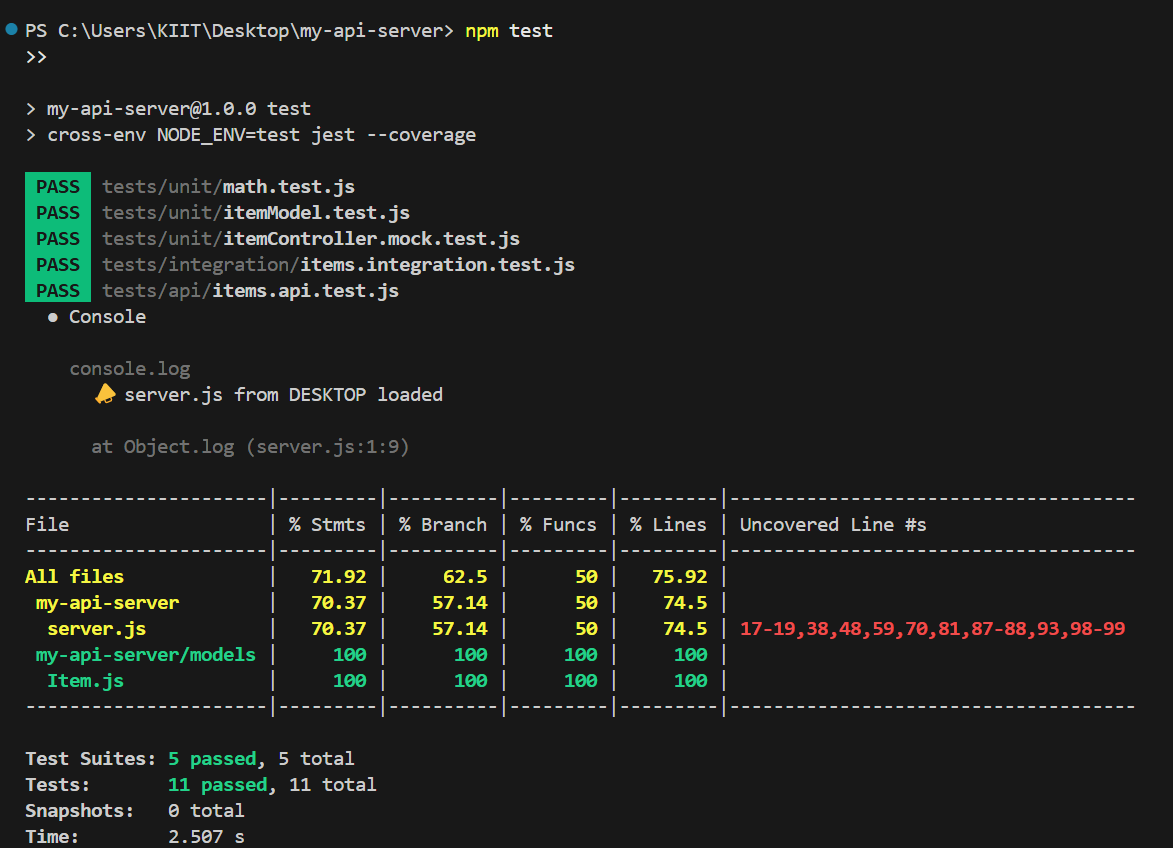 PS C:\Users\KIIT\Desktop\my-api-server> npm test
>>
> my-api-server@1.0.0 test
> cross-env NODE_ENV=test jest --coverage
PASS tests/unit/math.test.js
PASS tests/unit/itemModel.test.js
PASS tests/unit/itemController.mock.test.js
PASS tests/integration/items.integration.test.js
PASS tests/api/items.api.test.js
● Console
console.log
📣 server.js from DESKTOP loaded
at Object.log (server.js:1:9)
----------------------|---------|----------|---------|---------|-------------------------------------
File                  | % Stmts | % Branch | % Funcs | % Lines | Uncovered Line #s
----------------------|---------|----------|---------|---------|-------------------------------------
All files             |   71.92 |     62.5 |      50 |   75.92 |
 my-api-server        |   70.37 |    57.14 |      50 |    74.5 |
  server.js           |   70.37 |    57.14 |      50 |    74.5 | 17-19,38,48,59,70,81,87-88,93,98-99
 my-api-server/models |     100 |      100 |     100 |     100 |
  Item.js             |     100 |      100 |     100 |     100 |
----------------------|---------|----------|---------|---------|-------------------------------------
Test Suites: 5 passed, 5 total
Tests:       11 passed, 11 total
Snapshots:   0 total
Time:        2.507 s